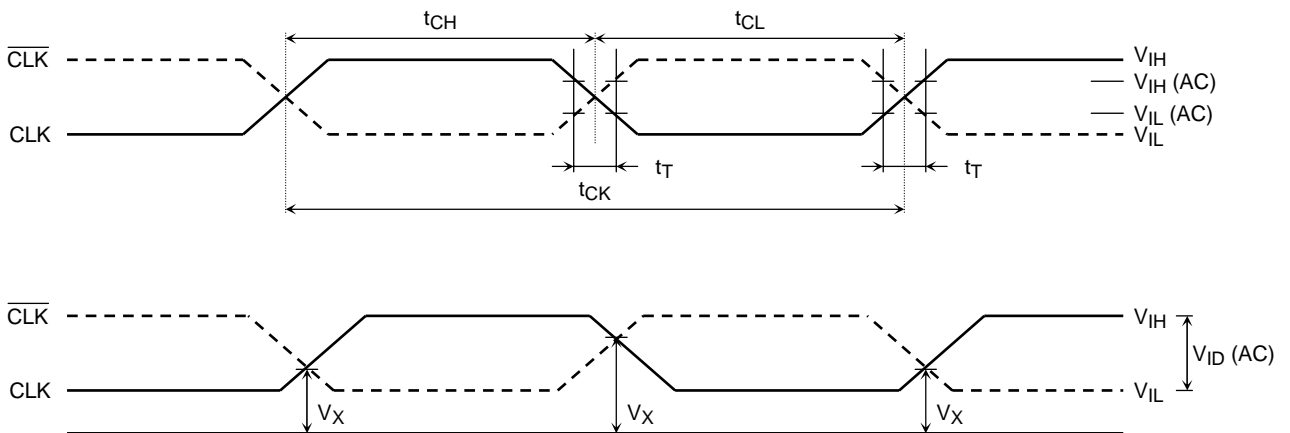 tCH tCL
CLK VIH
VIH (AC)
CLK VIL (AC)
VIL
tT tT
tCK
CLK VIH
VID (AC)
CLK VIL
VX VX VX